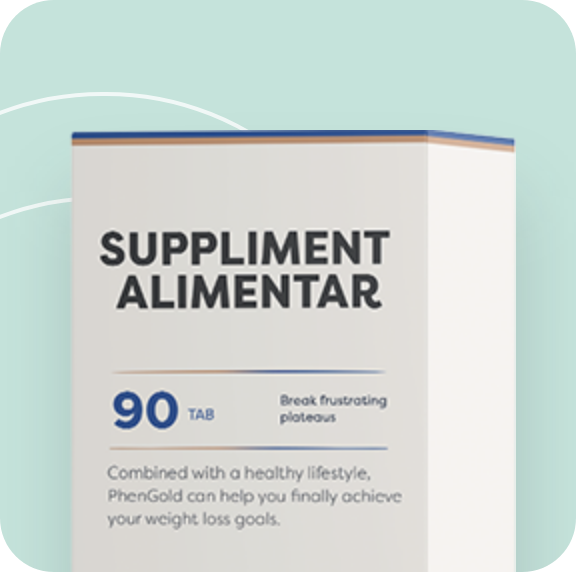 SUPPLIMENT
ALIMENTAR
90 TAB
Break frustrating
plateaus
Combined with a healthy lifestyle,
PhenGold can help you finally achieve
your weight loss goals.